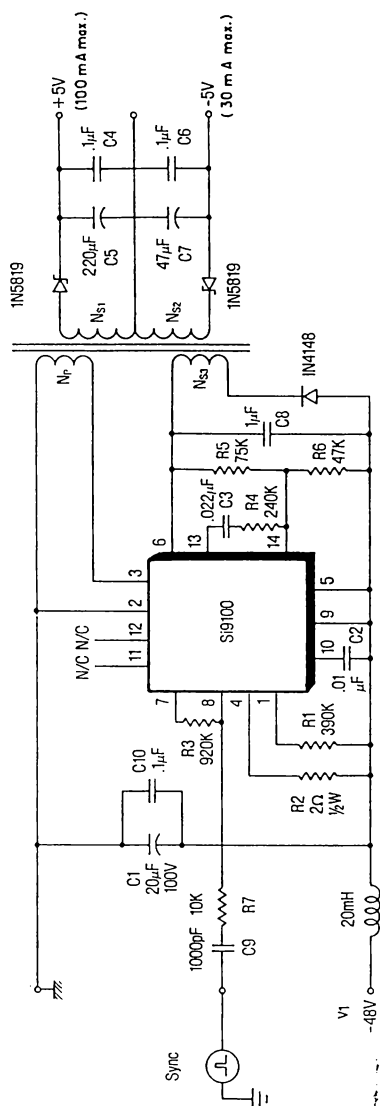 +5V
(100 mA max.)
-5V
(30 mA max.)
.1µF
C4
.1µF
C6
220µF
C5
47µF
C7
1N5819
1N5819
NS1
NS2
NP
NS3
IN4148
1µF
C8
R5
75K
R6
47K
.022µF
C3
R4
240K
6
13
14
3
2
12
11
N/C
N/C
Si9100
5
9
10
7
8
4
1
C2
.01
µF
R3
920K
R1
390K
R2
2Ω
½W
C10
.1µF
C1
20µF
100V
10K
R7
1000pF
C9
20mH
V1
-48V
Sync